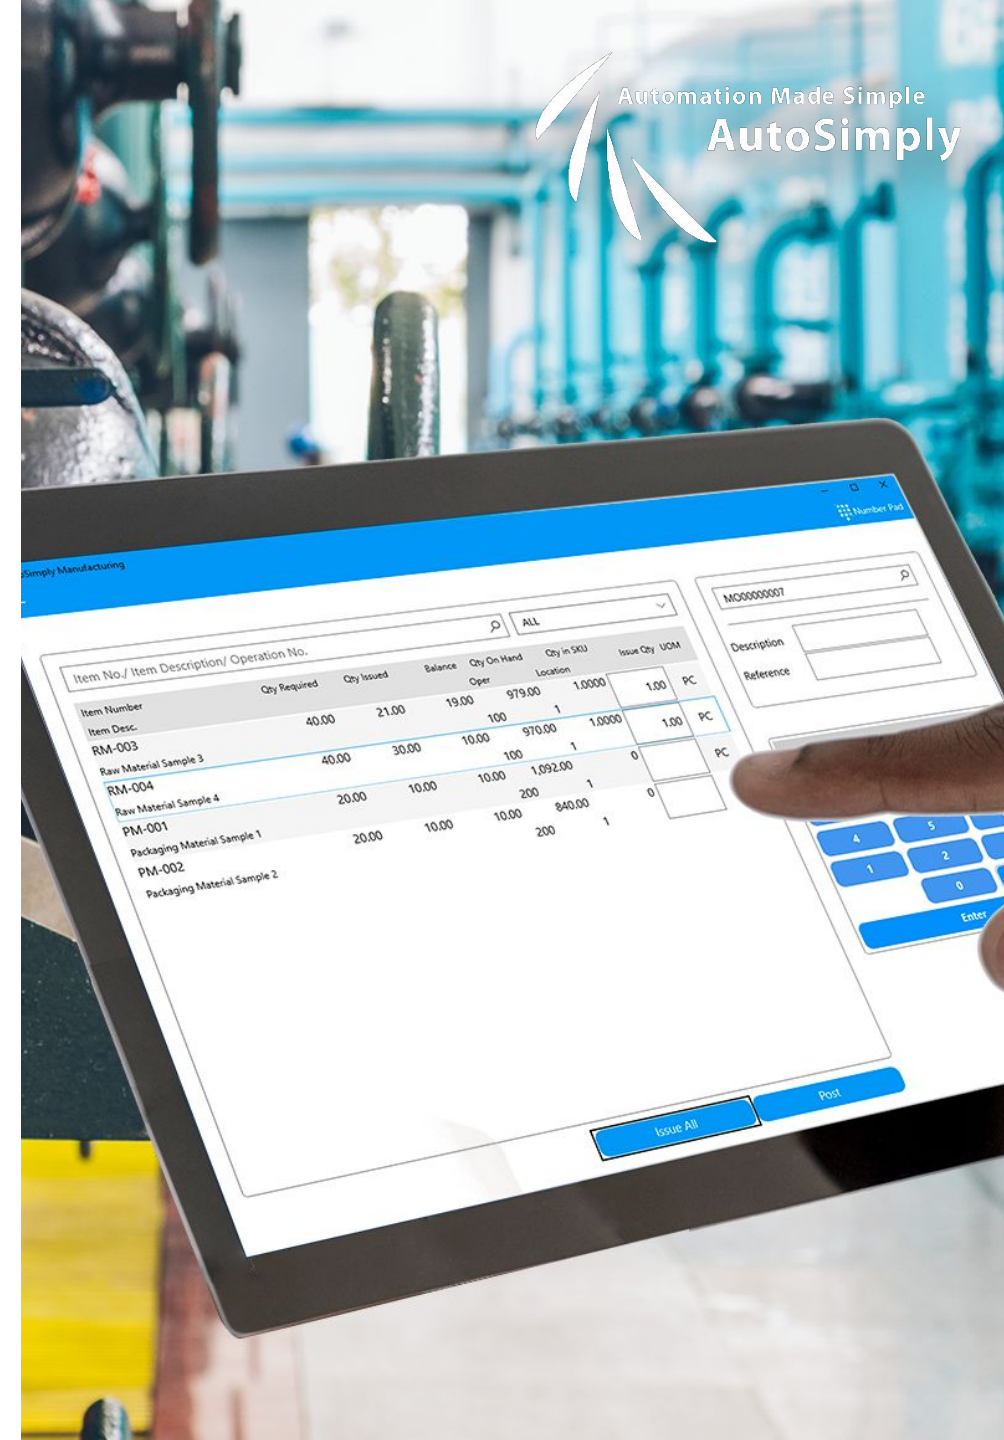 Automation Made Simple
AutoSimply
Number Pad
Simply Manufacturing
MO00000007
Item No./ Item Description/ Operation No.
ALL
Description
Reference
Item Number Qty Required Qty Issued Balance Qty On Hand Qty in SKU Issue Qty UOM
Item Desc. Oper Location
RM-003 40.00 21.00 19.00 979.00 1.0000 1.00 PC
Raw Material Sample 3 100 1
RM-004 40.00 30.00 10.00 970.00 1.0000 1.00 PC
Raw Material Sample 4 100 1
PM-001 20.00 10.00 10.00 1,092.00 0 PC
Packaging Material Sample 1 200 1
PM-002 20.00 10.00 10.00 840.00 0
Packaging Material Sample 2 200 1
4 5
1 2
0
Enter
Issue All
Post